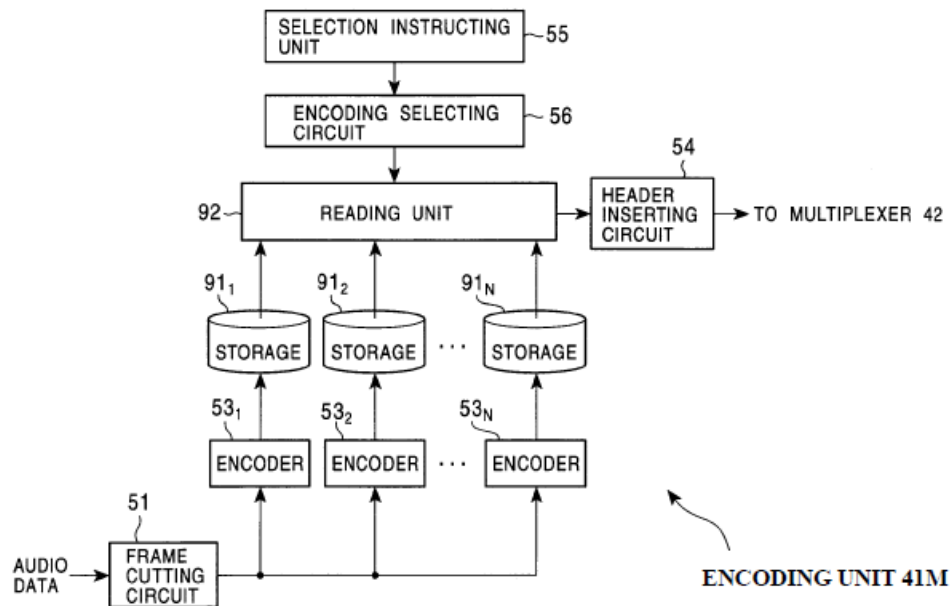 SELECTION INSTRUCTING
UNIT
55
ENCODING SELECTING
CIRCUIT
56
54
92
READING UNIT
HEADER
INSERTING
CIRCUIT
TO MULTIPLEXER 42
91₁
91₂
91N
STORAGE
STORAGE
...
STORAGE
53₁
53₂
53N
ENCODER
ENCODER
...
ENCODER
51
AUDIO
DATA
FRAME
CUTTING
CIRCUIT
ENCODING UNIT 41M